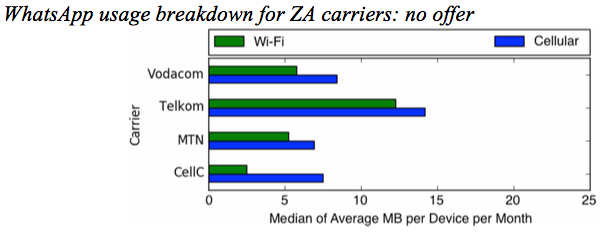 WhatsApp usage breakdown for ZA carriers: no offer
Wi-Fi Cellular
Vodacom
Telkom
MTN
CellC
Carrier
0 5 10 15 20 25
Median of Average MB per Device per Month